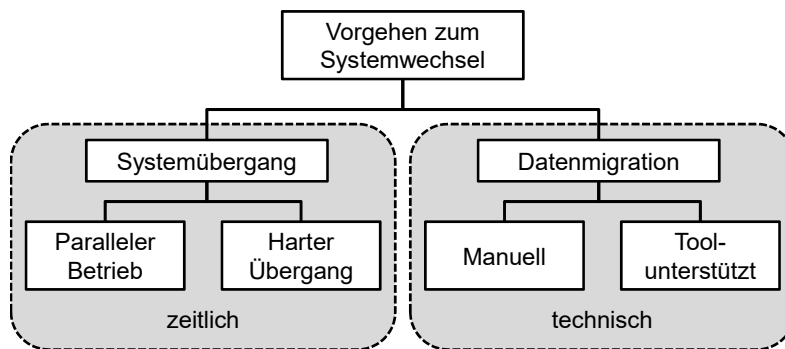 Vorgehen zum
Systemwechsel
Systemübergang
Datenmigration
Paralleler
Betrieb
Harter
Übergang
Manuell
Tool-
unterstützt
zeitlich
technisch